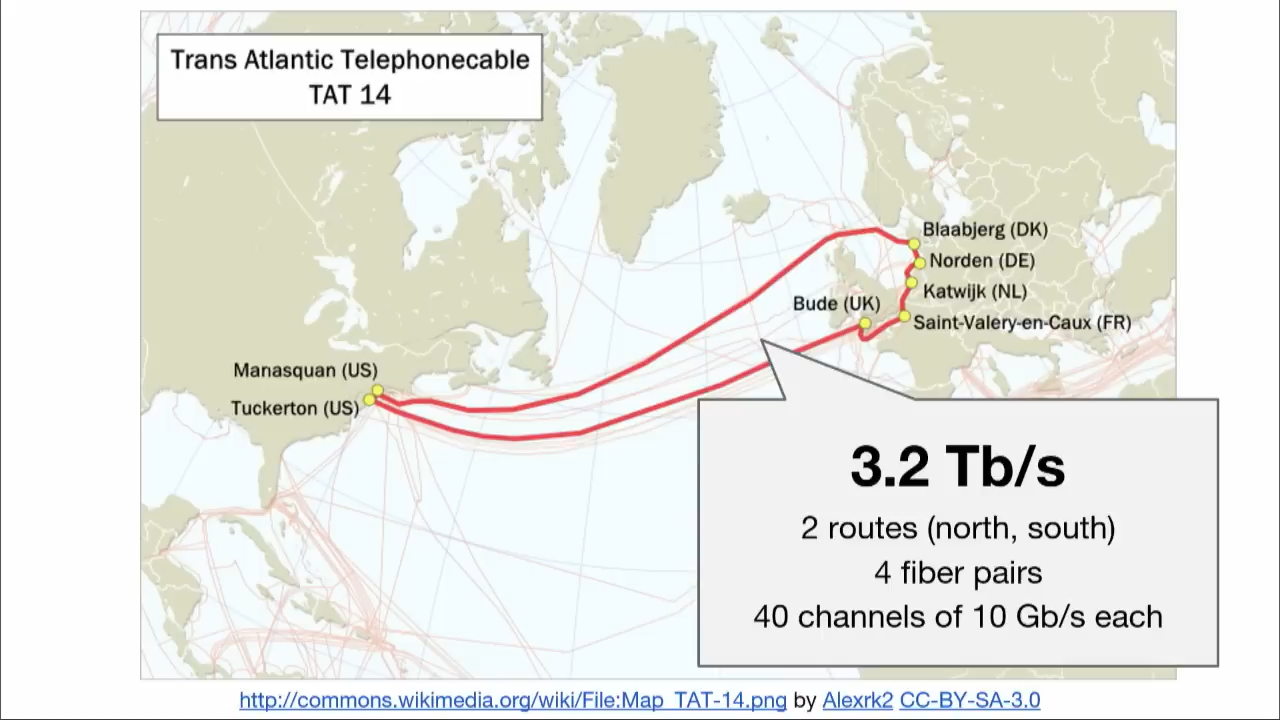 Trans Atlantic Telephonecable
TAT 14
Blaabjerg (DK)
Norden (DE)
Katwijk (NL)
Bude (UK)
Saint-Valery-en-Caux (FR)
Manasquan (US)
Tuckerton (US)
3.2 Tb/s
2 routes (north, south)
4 fiber pairs
40 channels of 10 Gb/s each
http://commons.wikimedia.org/wiki/File:Map_TAT-14.png by Alexrk2 CC-BY-SA-3.0